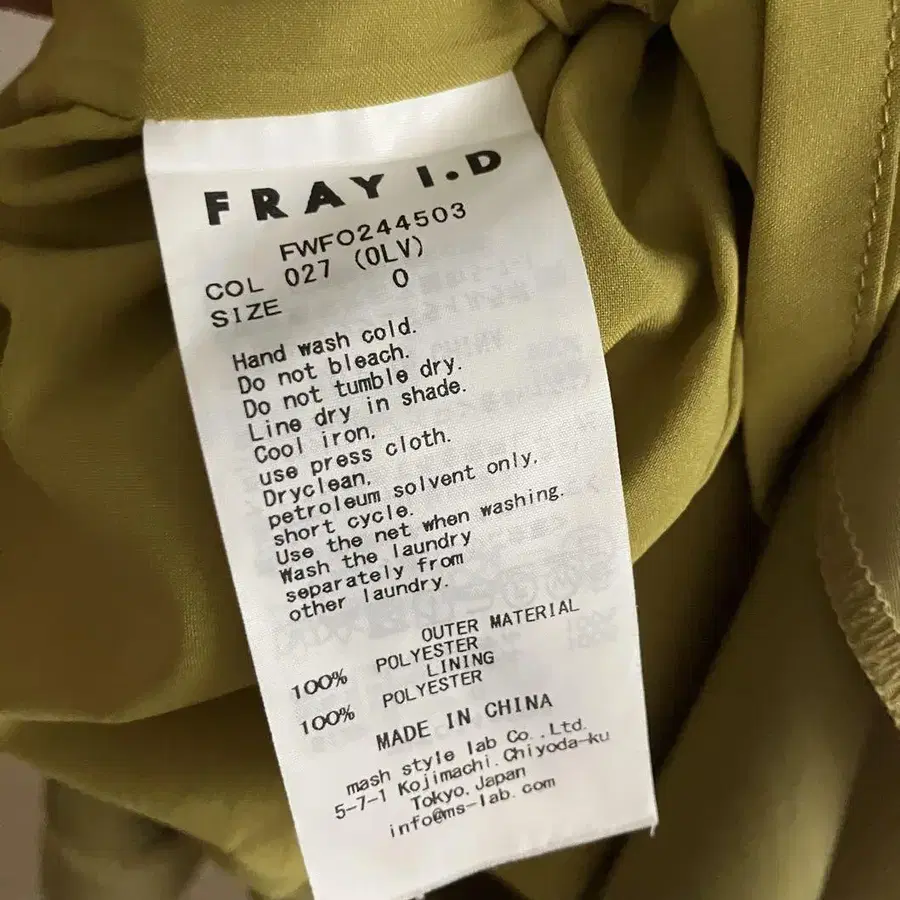 FRAY I.D
FWFO244503
COL 027 (OLV)
SIZE 0
Hand wash cold.
Do not bleach.
Do not tumble dry.
Line dry in shade.
Cool iron,
use press cloth.
Dryclean,
petroleum solvent only,
short cycle.
Use the net when washing.
Wash the laundry
separately from
other laundry.
OUTER MATERIAL
100% POLYESTER
LINING
100% POLYESTER
MADE IN CHINA
mash style lab Co.,Ltd.
5-7-1 Kojimachi.Chiyoda-ku
Tokyo.Japan
info@ms-lab.com